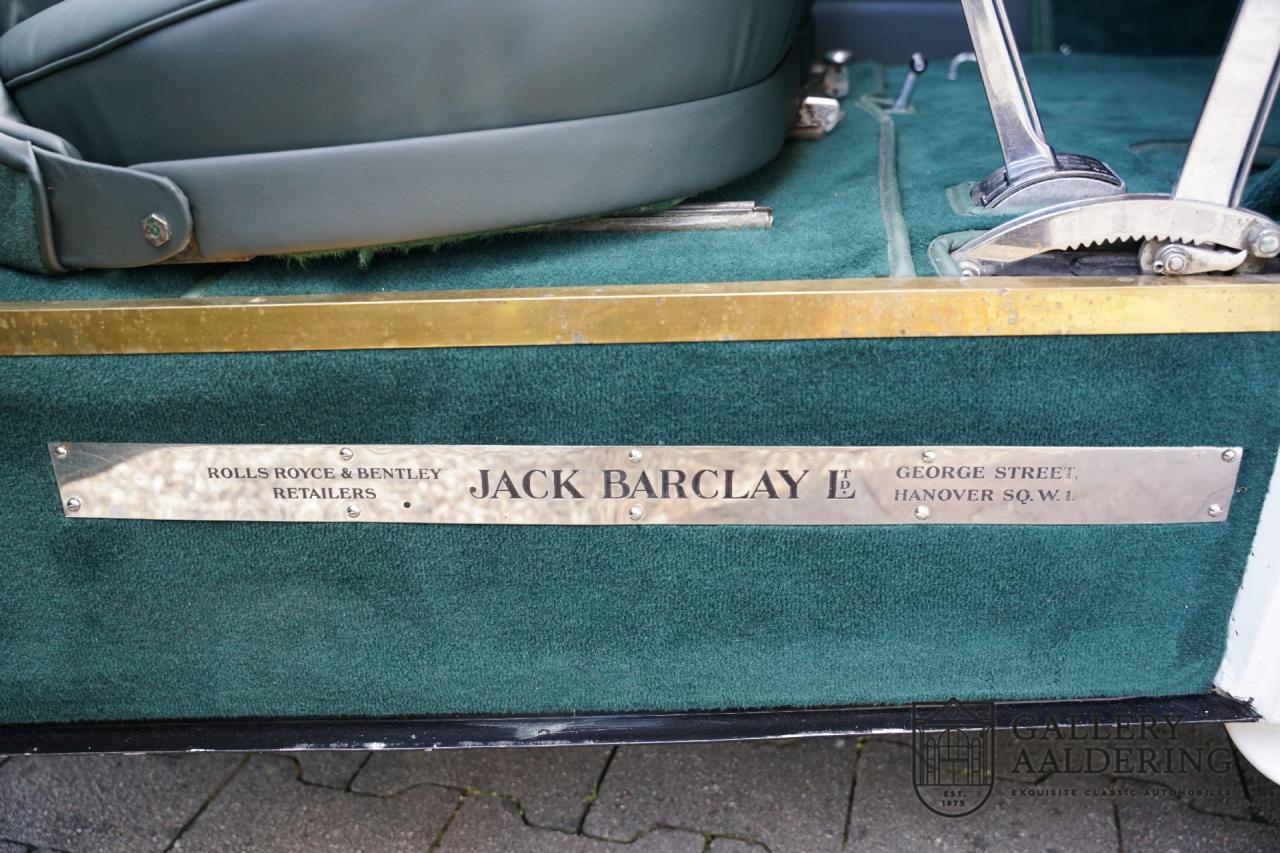 ROLLS ROYCE & BENTLEY
RETAILERS
JACK BARCLAY LTD.
GEORGE STREET,
HANOVER SQ. W.1.
GALLERY
AALDERING
EXQUISITE CLASSIC AUTOMOBILES
EST.
1975